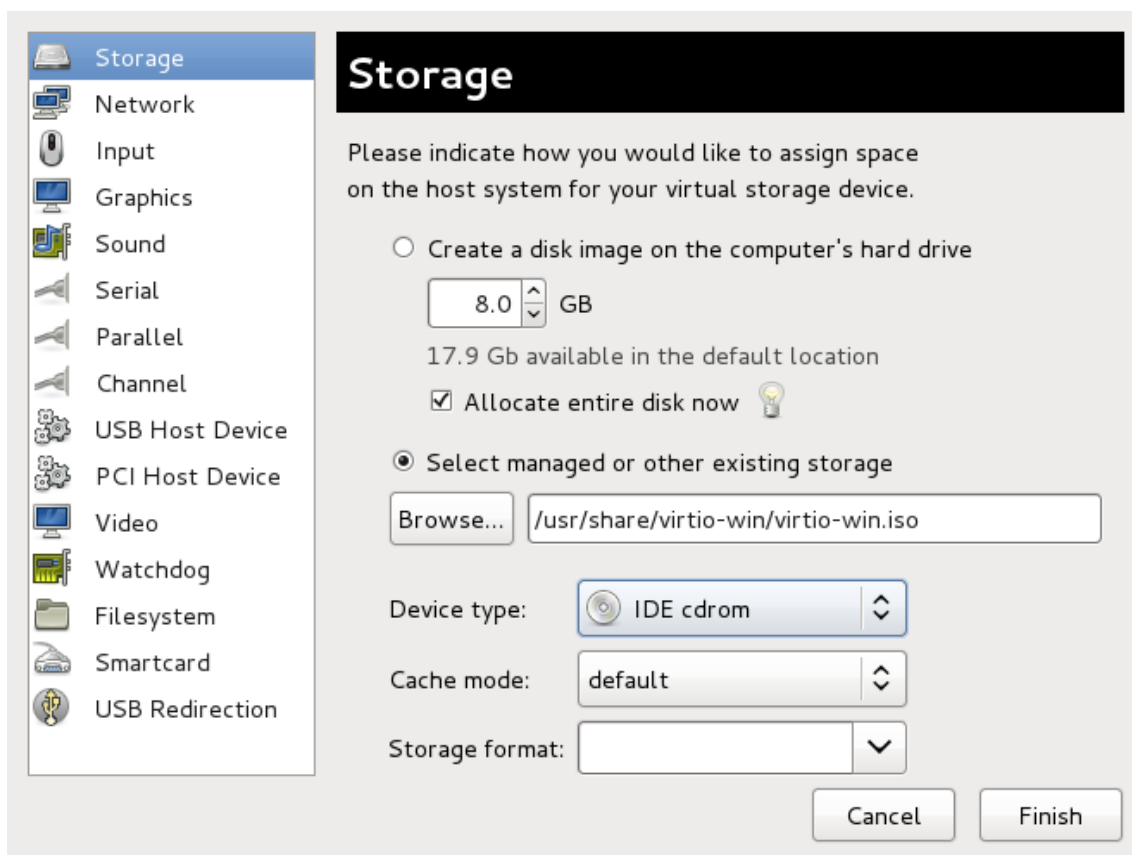 Storage
Network
Input
Graphics
Sound
Serial
Parallel
Channel
USB Host Device
PCI Host Device
Video
Watchdog
Filesystem
Smartcard
USB Redirection
Storage
Please indicate how you would like to assign space
on the host system for your virtual storage device.
Create a disk image on the computer's hard drive
8.0 GB
17.9 Gb available in the default location
Allocate entire disk now
Select managed or other existing storage
Browse... /usr/share/virtio-win/virtio-win.iso
Device type: IDE cdrom
Cache mode: default
Storage format:
Cancel Finish